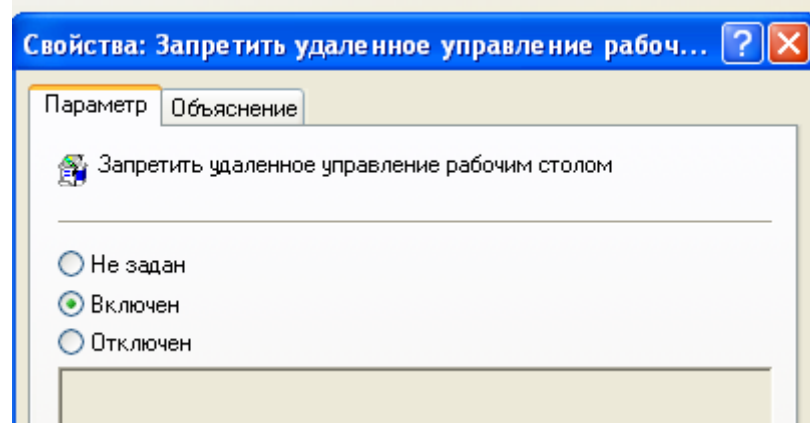 Свойства: Запретить удаленное управление рабоч...
Параметр Объяснение
Запретить удаленное управление рабочим столом
Не задан
Включен
Отключен